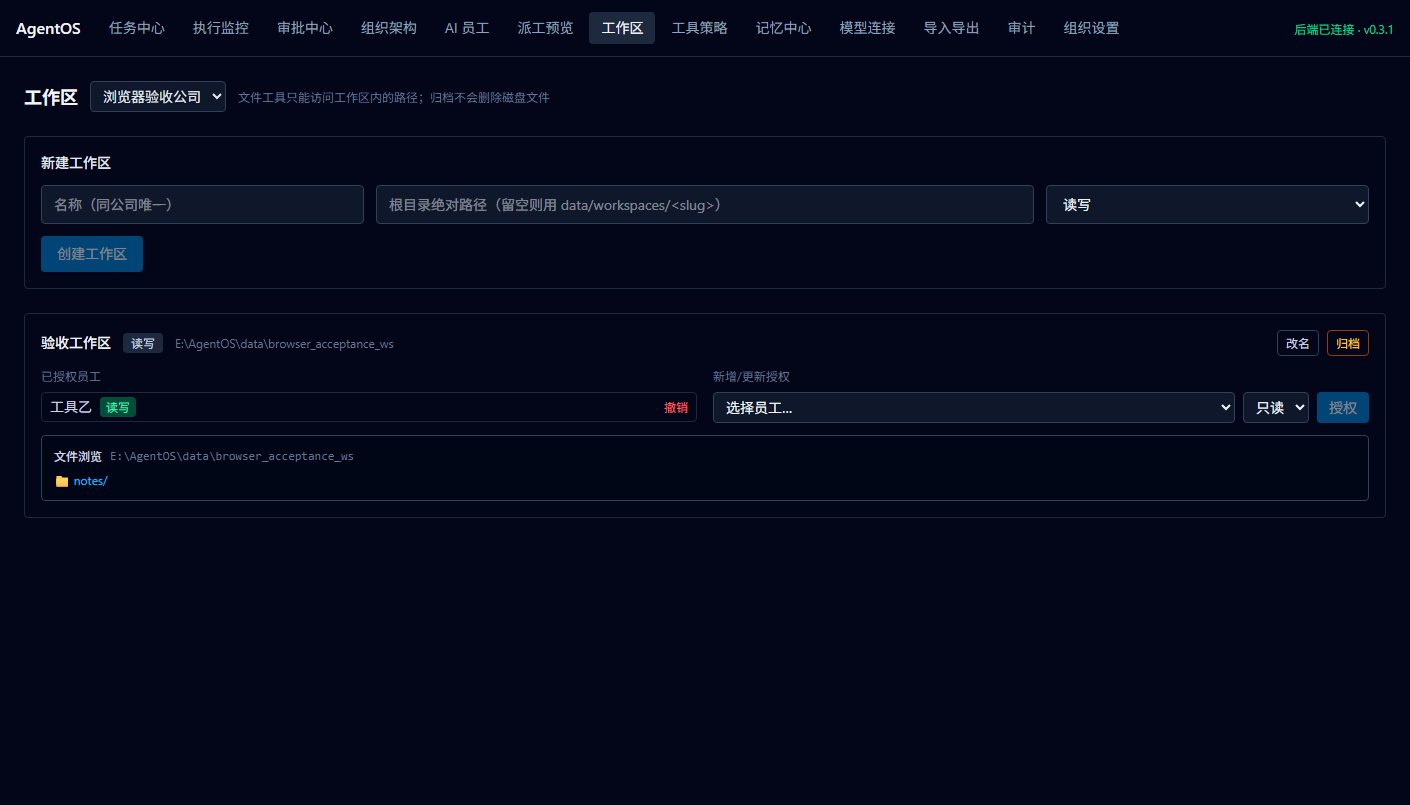 AgentOS 任务中心 执行监控 审批中心 组织架构 AI 员工 派工预览 工作区 工具策略 记忆中心 模型连接 导入导出 审计 组织设置 后端已连接 · v0.3.1
工作区 浏览器验收公司 文件工具只能访问工作区内的路径；归档不会删除磁盘文件
新建工作区
名称（同公司唯一） 根目录绝对路径（留空则用 data/workspaces/<slug>） 读写
创建工作区
验收工作区 读写 E:\AgentOS\data\browser_acceptance_ws 改名 归档
已授权员工 新增/更新授权
工具乙 读写 撤销 选择员工... 只读 授权
文件浏览 E:\AgentOS\data\browser_acceptance_ws
notes/